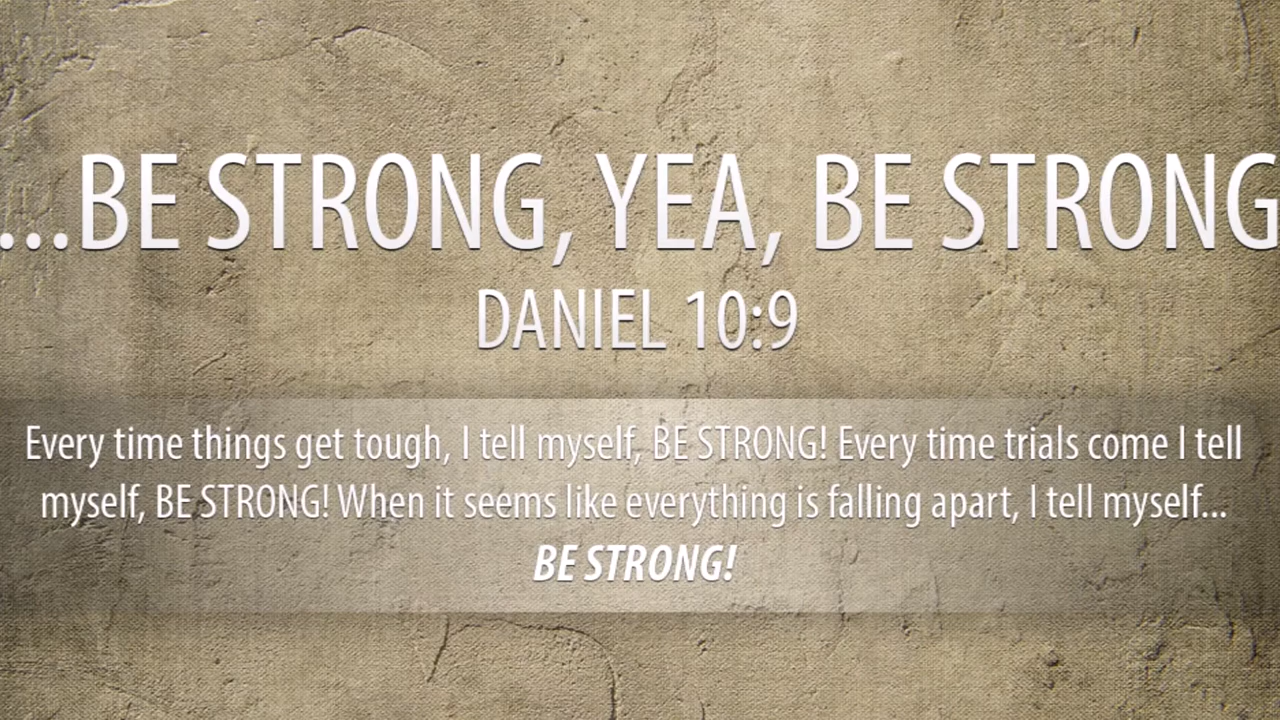 ...BE STRONG, YEA, BE STRONG
DANIEL 10:9
Every time things get tough, I tell myself, BE STRONG! Every time trials come I tell
myself, BE STRONG! When it seems like everything is falling apart, I tell myself...
BE STRONG!